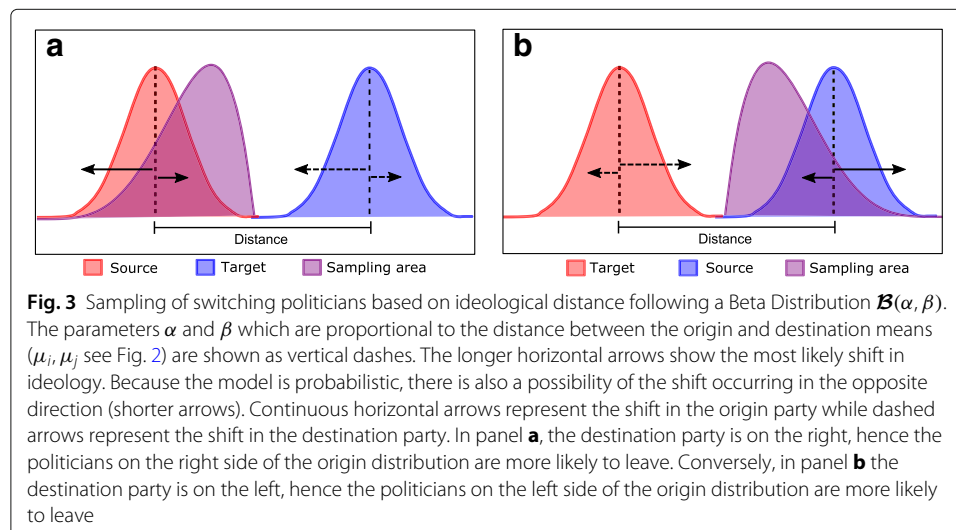 a
b
Distance
Distance
Source Target Sampling area
Target Source Sampling area
Fig. 3 Sampling of switching politicians based on ideological distance following a Beta Distribution 𝓑(α, β).
The parameters α and β which are proportional to the distance between the origin and destination means
(μᵢ, μⱼ see Fig. 2) are shown as vertical dashes. The longer horizontal arrows show the most likely shift in
ideology. Because the model is probabilistic, there is also a possibility of the shift occurring in the opposite
direction (shorter arrows). Continuous horizontal arrows represent the shift in the origin party while dashed
arrows represent the shift in the destination party. In panel a, the destination party is on the right, hence the
politicians on the right side of the origin distribution are more likely to leave. Conversely, in panel b the
destination party is on the left, hence the politicians on the left side of the origin distribution are more likely
to leave